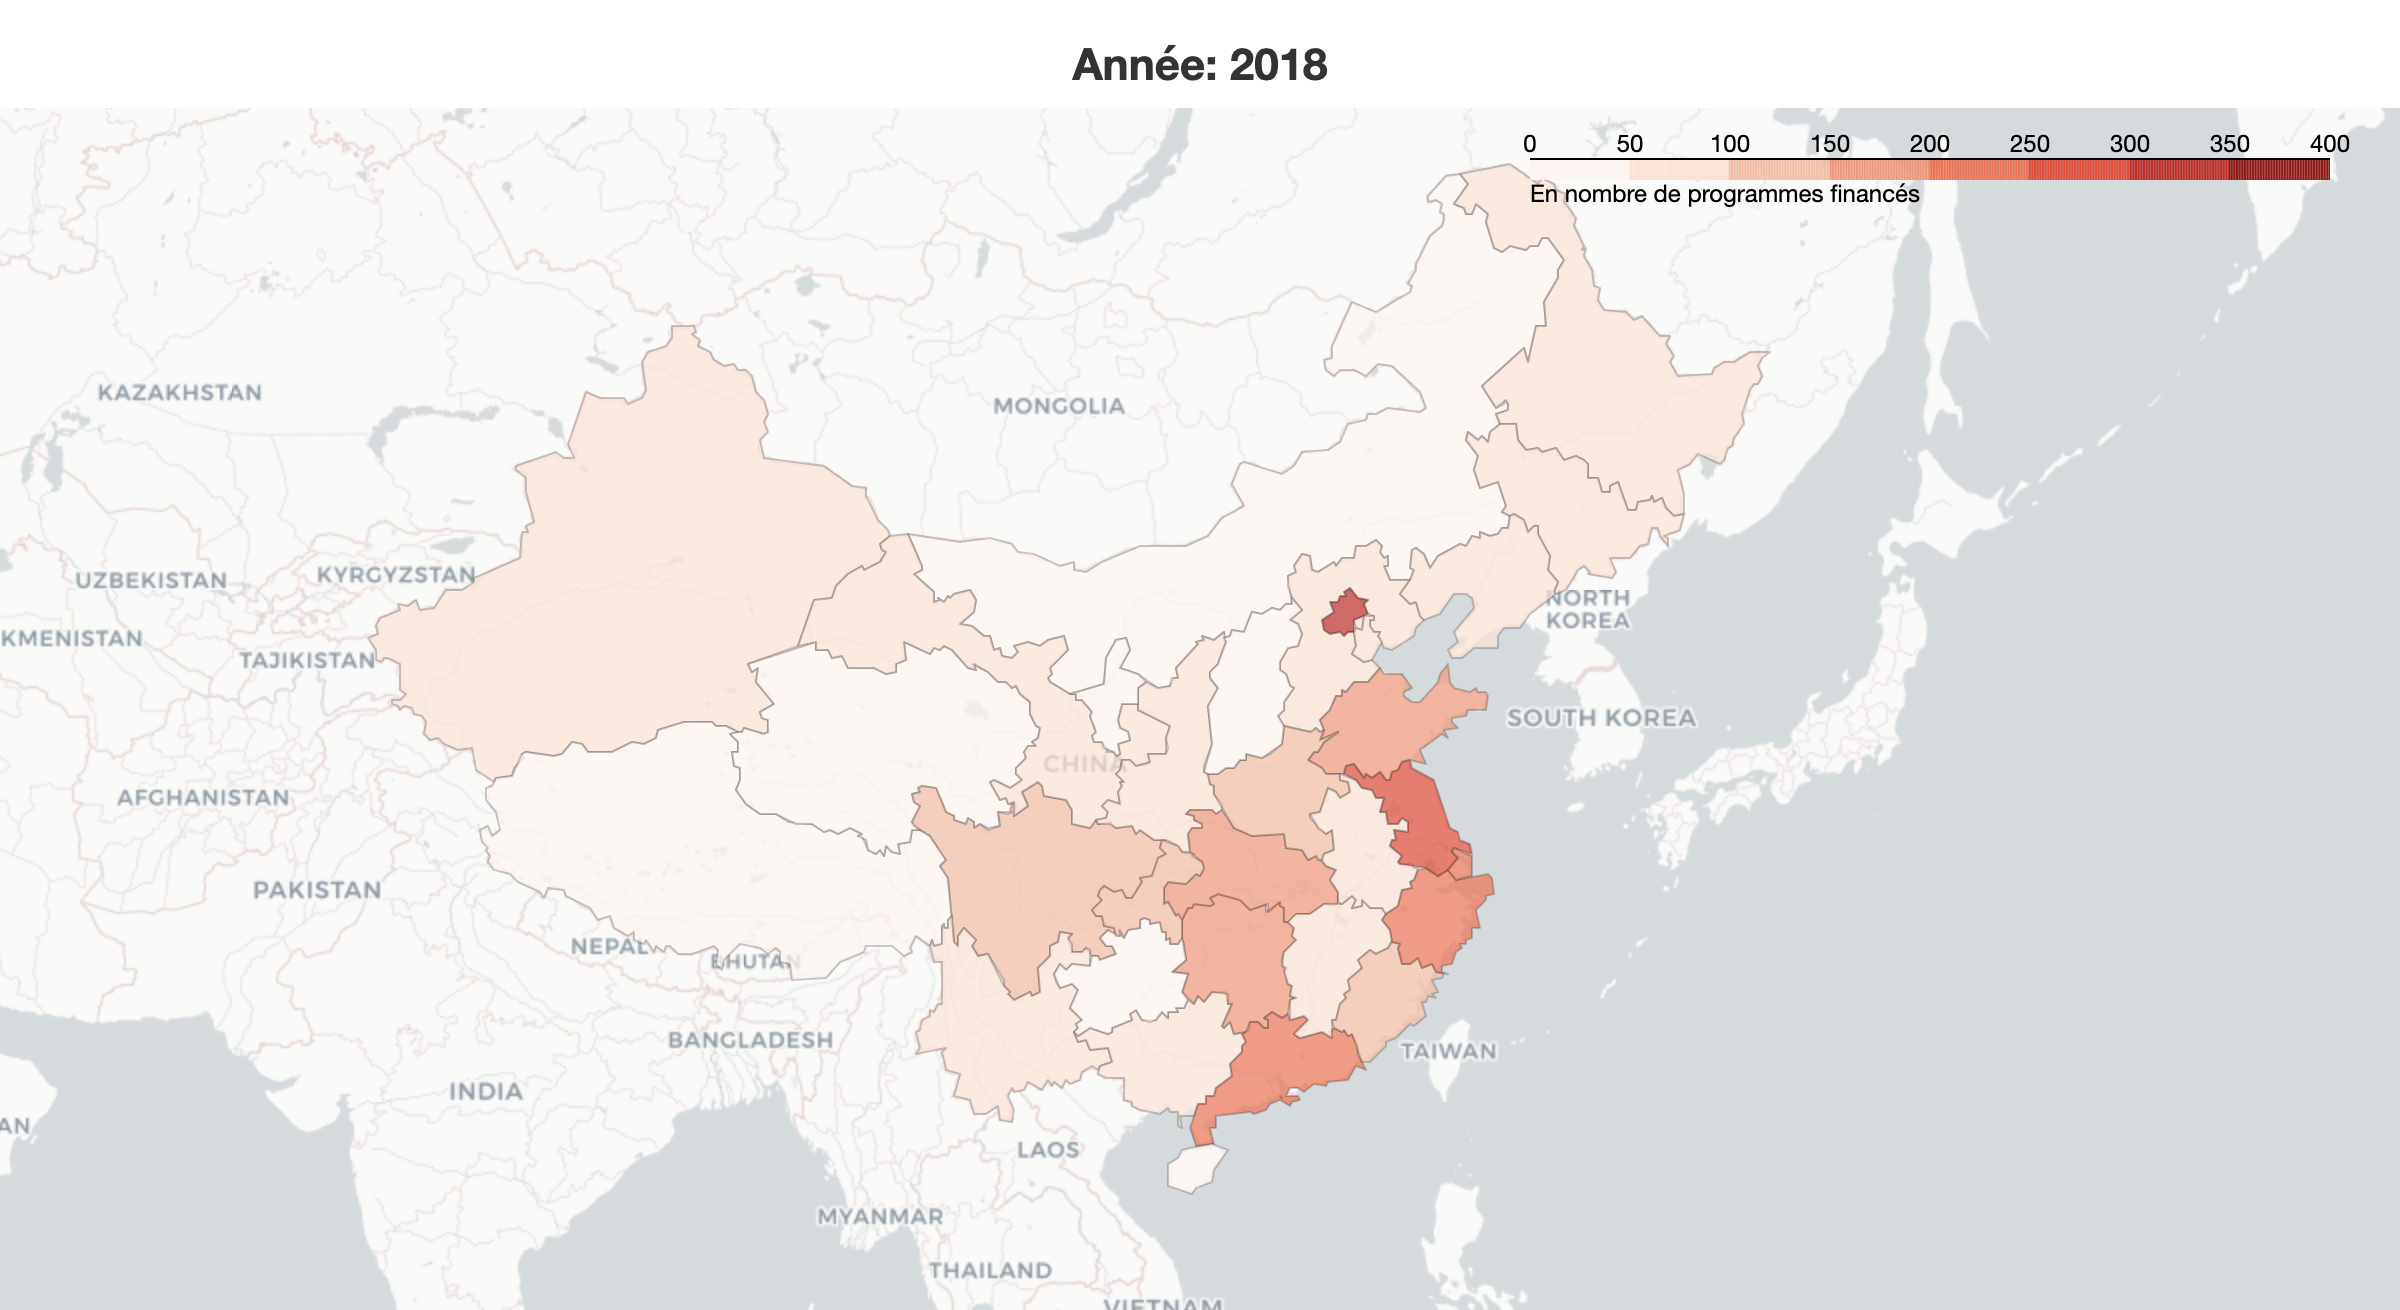 Année: 2018
0 50 100 150 200 250 300 350 400
En nombre de programmes financés
KAZAKHSTAN
MONGOLIA
UZBEKISTAN
KYRGYZSTAN
NORTH
KOREA
KMENISTAN
TAJIKISTAN
SOUTH KOREA
CHINA
AFGHANISTAN
PAKISTAN
NEPAL
BHUTAN
BANGLADESH
TAIWAN
INDIA
AN
LAOS
MYANMAR
THAILAND
VIETNAM